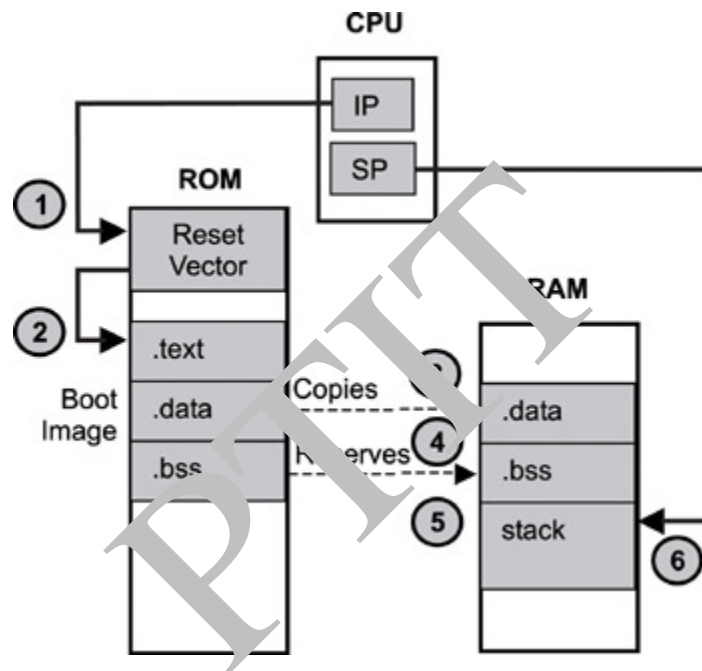 CPU
IP
SP
ROM
1
Reset
Vector
2
.text
Boot
Image
.data
.bss
Copies
4
5
.data
.bss
stack
6
PTIT